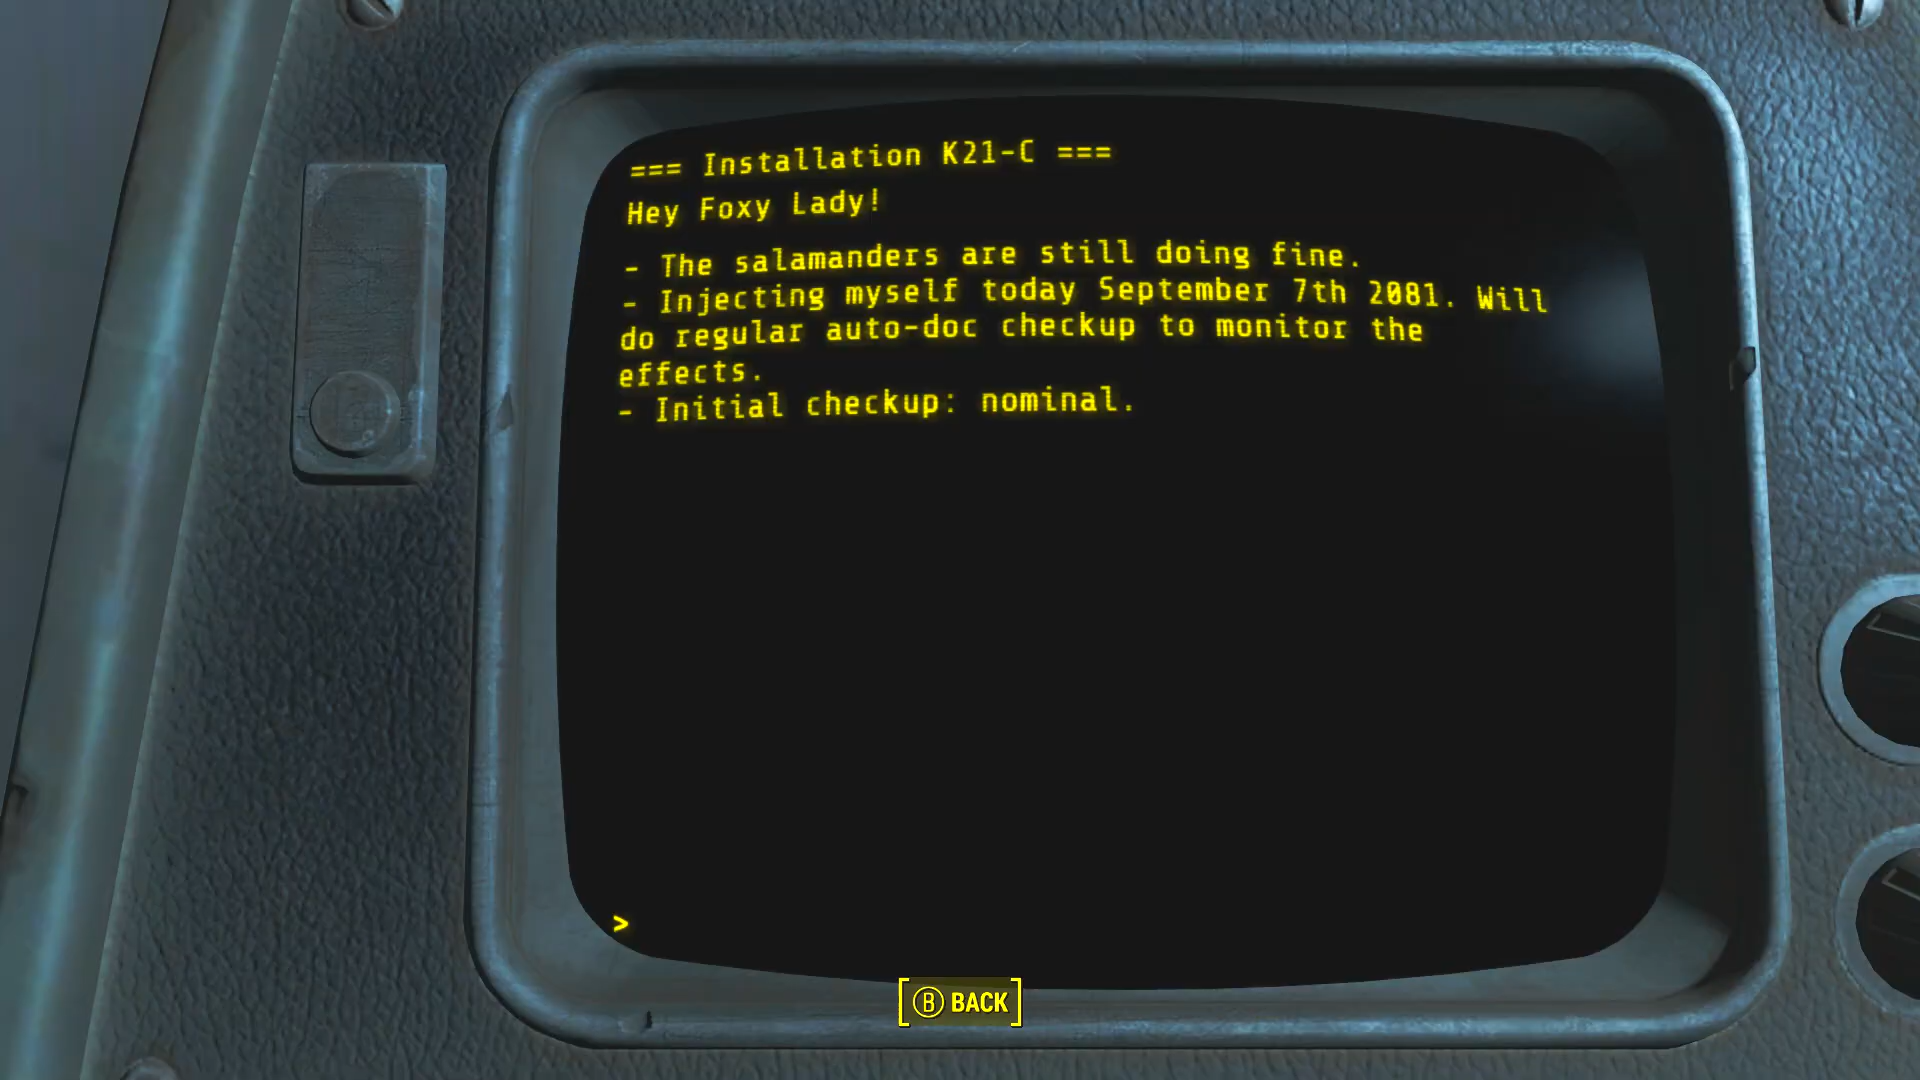 === Installation K21-C ===
Hey Foxy Lady!
- The salamanders are still doing fine.
- Injecting myself today September 7th 2081. Will
do regular auto-doc checkup to monitor the
effects.
- Initial checkup: nominal.
>
B BACK